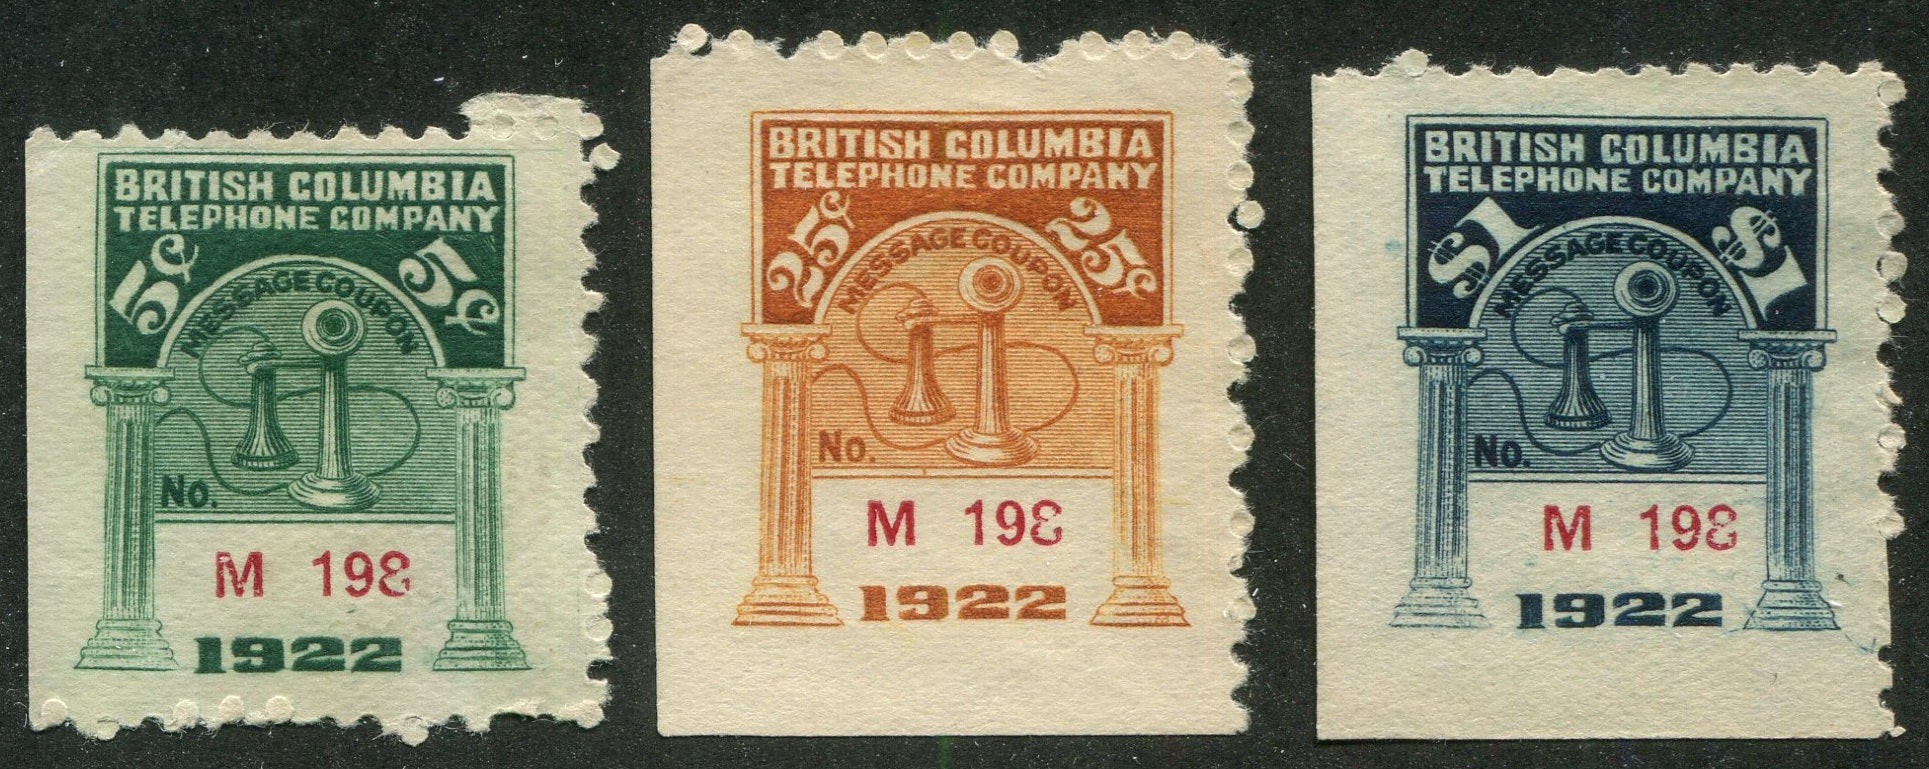 BRITISH COLUMBIA
TELEPHONE COMPANY
5¢ 5¢
MESSAGE COUPON
No.
M 198
1922
BRITISH COLUMBIA
TELEPHONE COMPANY
25¢ 25¢
MESSAGE COUPON
No.
M 198
1922
BRITISH COLUMBIA
TELEPHONE COMPANY
$1 $1
MESSAGE COUPON
No.
M 198
1922